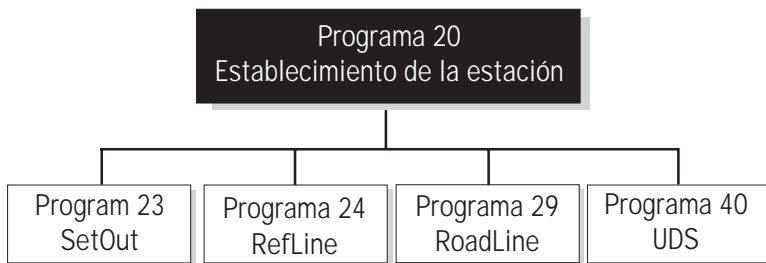 Programa 20
Establecimiento de la estación
Program 23
SetOut
Programa 24
RefLine
Programa 29
RoadLine
Programa 40
UDS